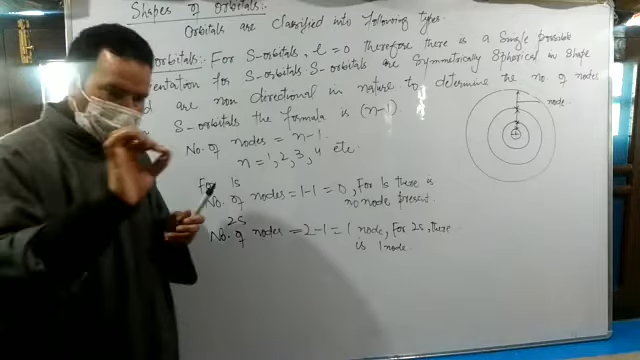 Shapes of Orbitals:-
Orbitals are classified into following types.
orbitals: For S-orbitals, l = 0 therefore there is a single possible
entation for S-orbitals S-orbitals are Symmetrically Spherical in Shape
d are non directional in nature to determine the no. of nodes
S-orbitals the formula is (n-1).
node.
No. of nodes = n-1.
n = 1, 2, 3, 4 etc
For 1s
No. of nodes = 1-1 = 0, For 1s there is
no node present.
2s
No. of nodes = 2-1 = 1 node, For 2s, there
is 1 node.